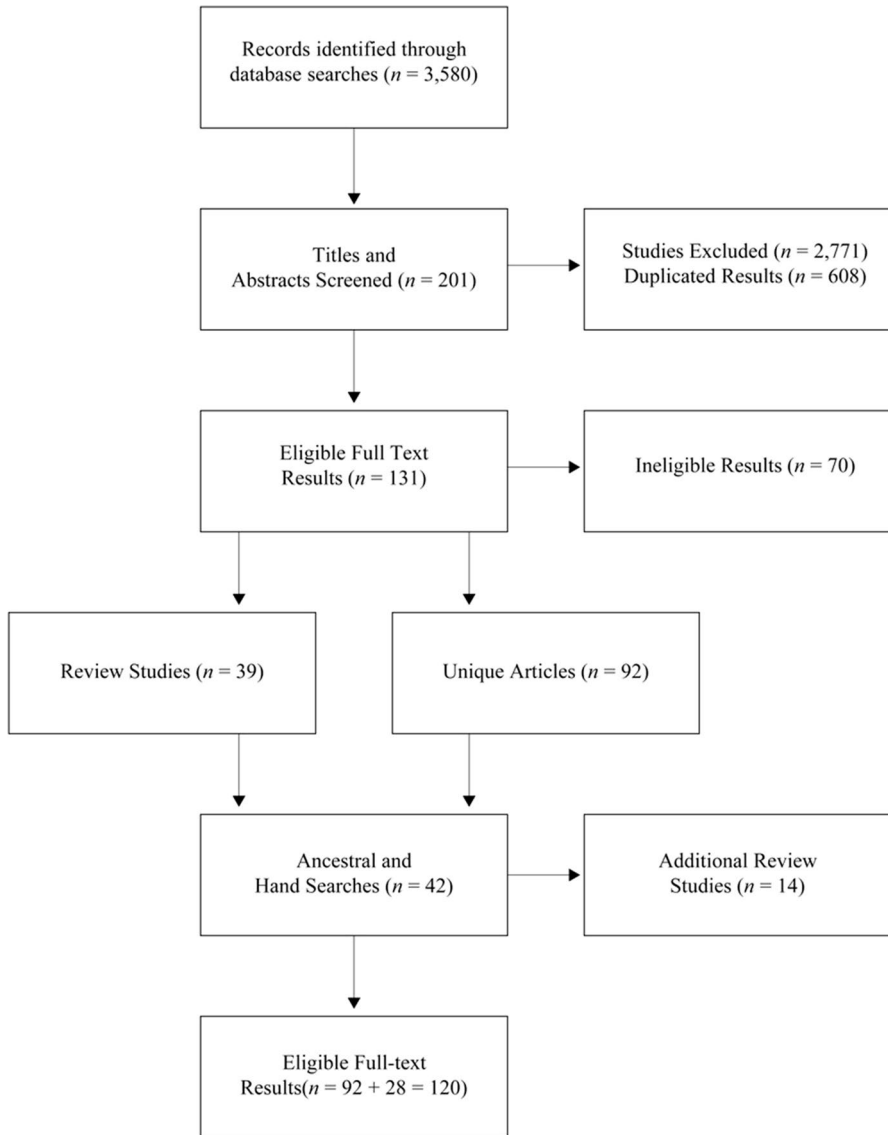 Records identified through
database searches (n = 3,580)
Titles and
Abstracts Screened (n = 201)
Studies Excluded (n = 2,771)
Duplicated Results (n = 608)
Eligible Full Text
Results (n = 131)
Ineligible Results (n = 70)
Review Studies (n = 39)
Unique Articles (n = 92)
Ancestral and
Hand Searches (n = 42)
Additional Review
Studies (n = 14)
Eligible Full-text
Results(n = 92 + 28 = 120)